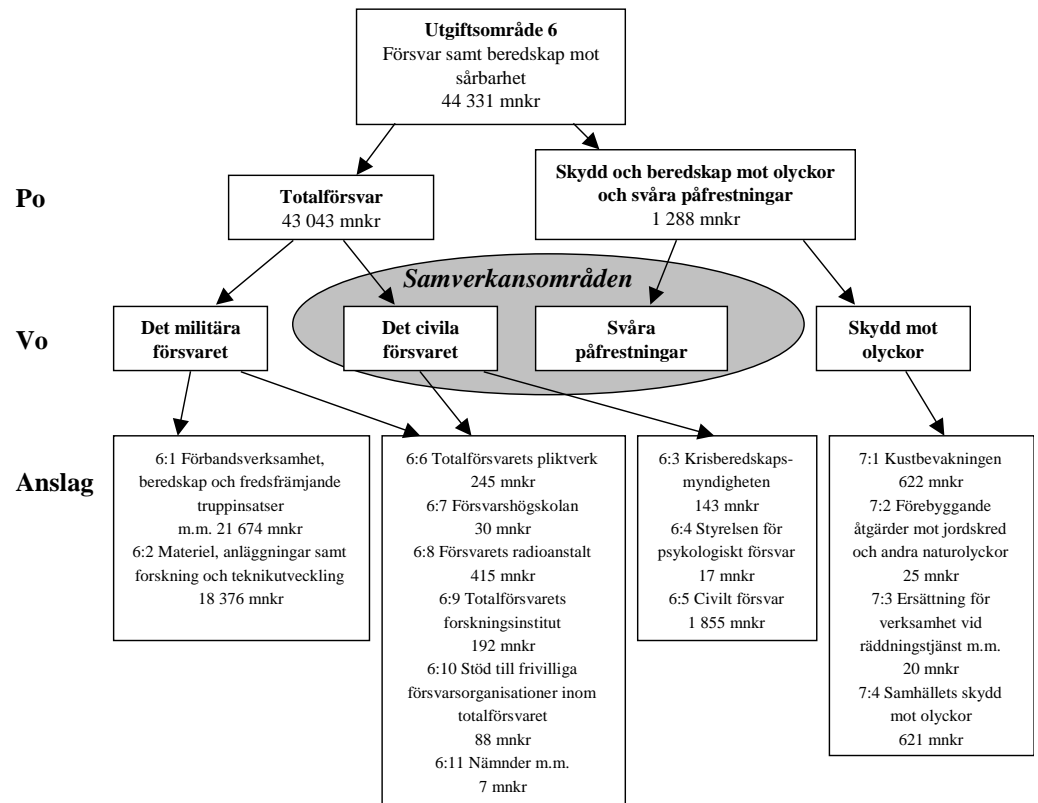 Utgiftsområde 6
Försvar samt beredskap mot
sårbarhet
44 331 mnkr
Po
Totalförsvar
43 043 mnkr
Skydd och beredskap mot olyckor
och svåra påfrestningar
1 288 mnkr
Samverkansområden
Vo
Det militära
försvaret
Det civila
försvaret
Svåra
påfrestningar
Skydd mot
olyckor
Anslag
6:1 Förbandsverksamhet,
beredskap och fredsfrämjande
truppinsatser
m.m. 21 674 mnkr
6:2 Materiel, anläggningar samt
forskning och teknikutveckling
18 376 mnkr
6:6 Totalförsvarets pliktverk
245 mnkr
6:7 Försvarshögskolan
30 mnkr
6:8 Försvarets radioanstalt
415 mnkr
6:9 Totalförsvarets
forskningsinstitut
192 mnkr
6:10 Stöd till frivilliga
försvarsorganisationer inom
totalförsvaret
88 mnkr
6:11 Nämnder m.m.
7 mnkr
6:3 Krisberedskaps-
myndigheten
143 mnkr
6:4 Styrelsen för
psykologiskt försvar
17 mnkr
6:5 Civilt försvar
1 855 mnkr
7:1 Kustbevakningen
622 mnkr
7:2 Förebyggande
åtgärder mot jordskred
och andra naturolyckor
25 mnkr
7:3 Ersättning för
verksamhet vid
räddningstjänst m.m.
20 mnkr
7:4 Samhällets skydd
mot olyckor
621 mnkr